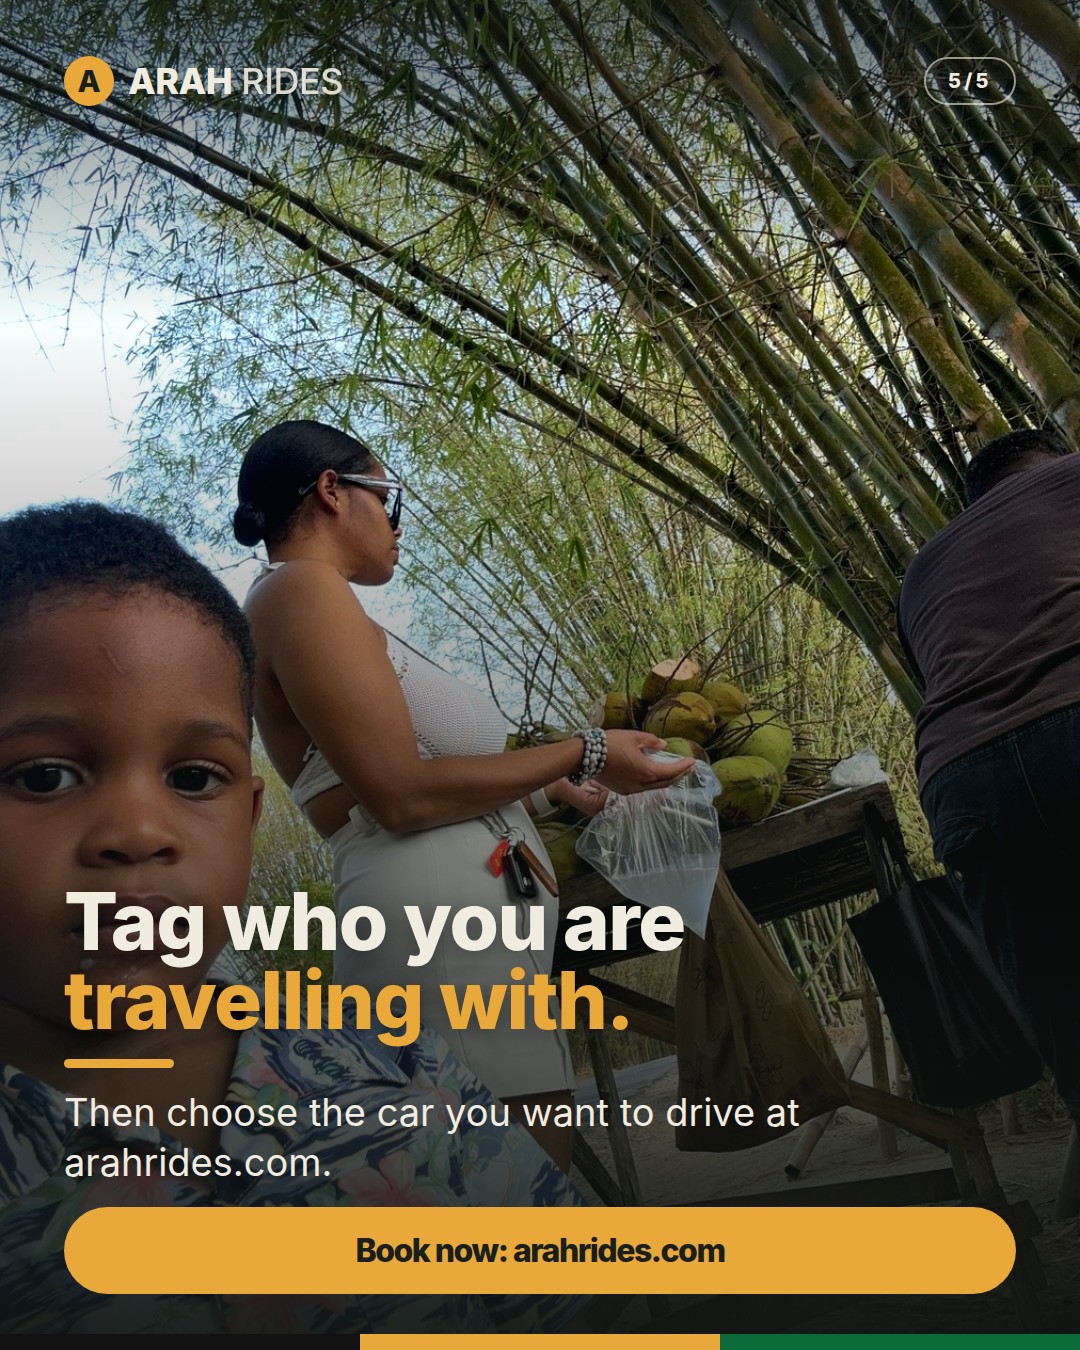 A ARAH RIDES
5/5
Tag who you are
travelling with.
Then choose the car you want to drive at
arahrides.com.
Book now: arahrides.com